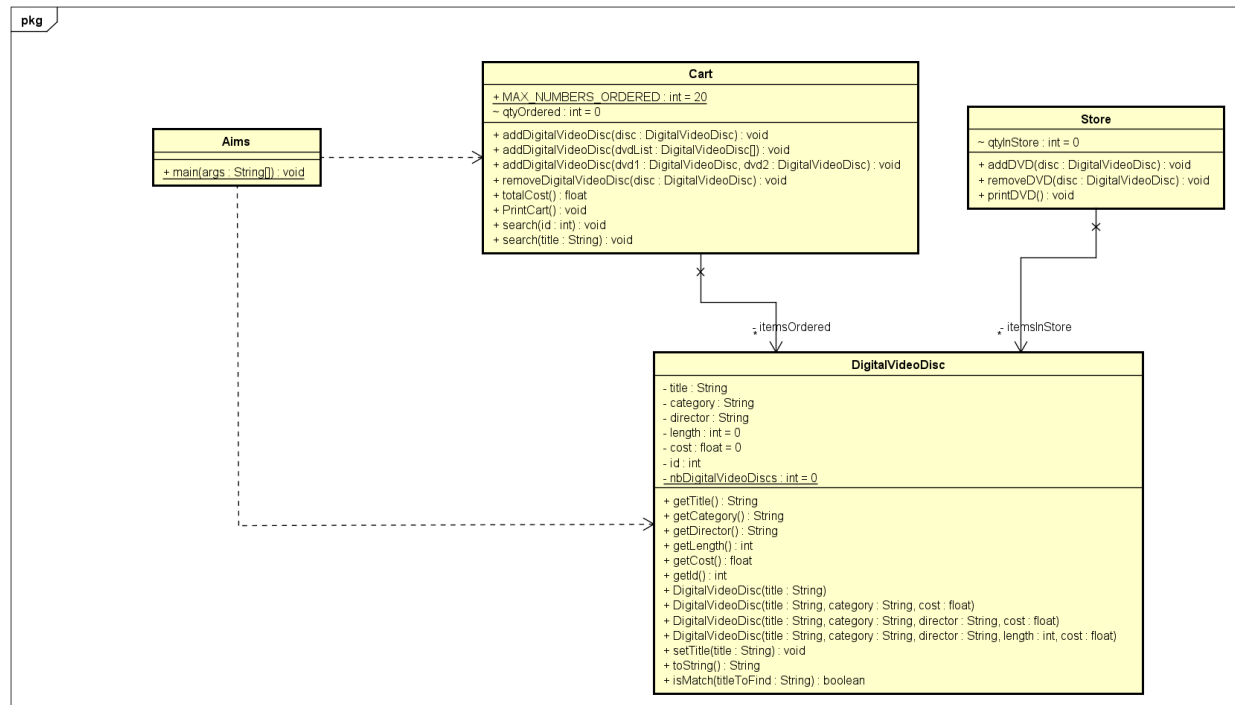 pkg
Cart
+ MAX_NUMBERS_ORDERED : int = 20
~ qtyOrdered : int = 0
+ addDigitalVideoDisc(disc : DigitalVideoDisc) : void
+ addDigitalVideoDisc(dvdList : DigitalVideoDisc[]) : void
+ addDigitalVideoDisc(dvd1 : DigitalVideoDisc, dvd2 : DigitalVideoDisc) : void
+ removeDigitalVideoDisc(disc : DigitalVideoDisc) : void
+ totalCost() : float
+ PrintCart() : void
+ search(id : int) : void
+ search(title : String) : void
Store
~ qtyInStore : int = 0
+ addDVD(disc : DigitalVideoDisc) : void
+ removeDVD(disc : DigitalVideoDisc) : void
+ printDVD() : void
Aims
+ main(args : String[]) : void
- itemsOrdered
*
- itemsInStore
*
DigitalVideoDisc
- title : String
- category : String
- director : String
- length : int = 0
- cost : float = 0
- id : int
- nbDigitalVideoDiscs : int = 0
+ getTitle() : String
+ getCategory() : String
+ getDirector() : String
+ getLength() : int
+ getCost() : float
+ getId() : int
+ DigitalVideoDisc(title : String)
+ DigitalVideoDisc(title : String, category : String, cost : float)
+ DigitalVideoDisc(title : String, category : String, director : String, cost : float)
+ DigitalVideoDisc(title : String, category : String, director : String, length : int, cost : float)
+ setTitle(title : String) : void
+ toString() : String
+ isMatch(titleToFind : String) : boolean